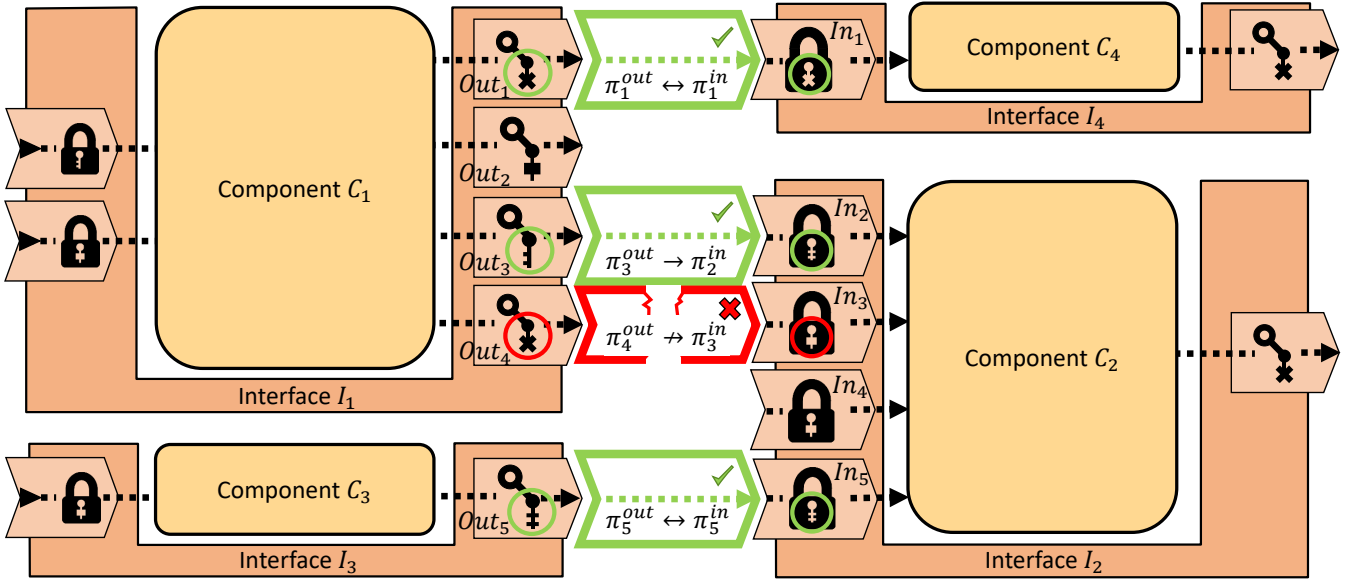 In₁
Component C₄
Out₁
π₁ᵒᵘᵗ ↔ π₁ⁱⁿ
Interface I₄
Out₂
Component C₁
In₂
Out₃
π₃ᵒᵘᵗ → π₂ⁱⁿ
In₃
Out₄
π₄ᵒᵘᵗ ↛ π₃ⁱⁿ
Component C₂
In₄
Interface I₁
In₅
Component C₃
Out₅
π₅ᵒᵘᵗ ↔ π₅ⁱⁿ
Interface I₃
Interface I₂